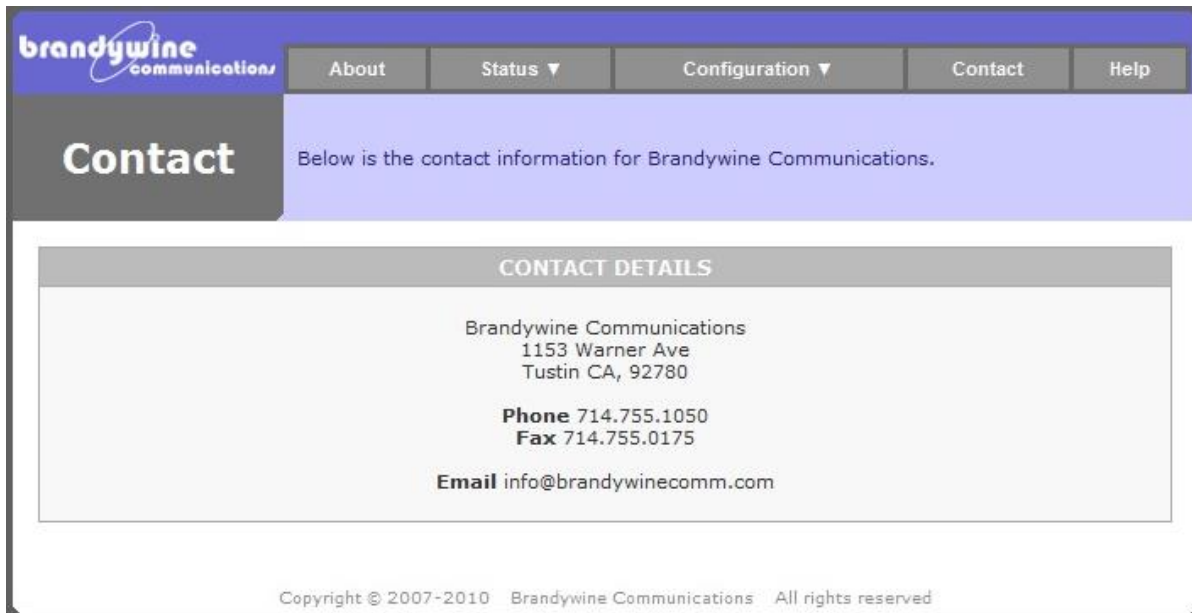 brandywine
communications
About Status ▼ Configuration ▼ Contact Help
Contact
Below is the contact information for Brandywine Communications.
CONTACT DETAILS
Brandywine Communications
1153 Warner Ave
Tustin CA, 92780
Phone 714.755.1050
Fax 714.755.0175
Email info@brandywinecomm.com
Copyright © 2007-2010 Brandywine Communications All rights reserved